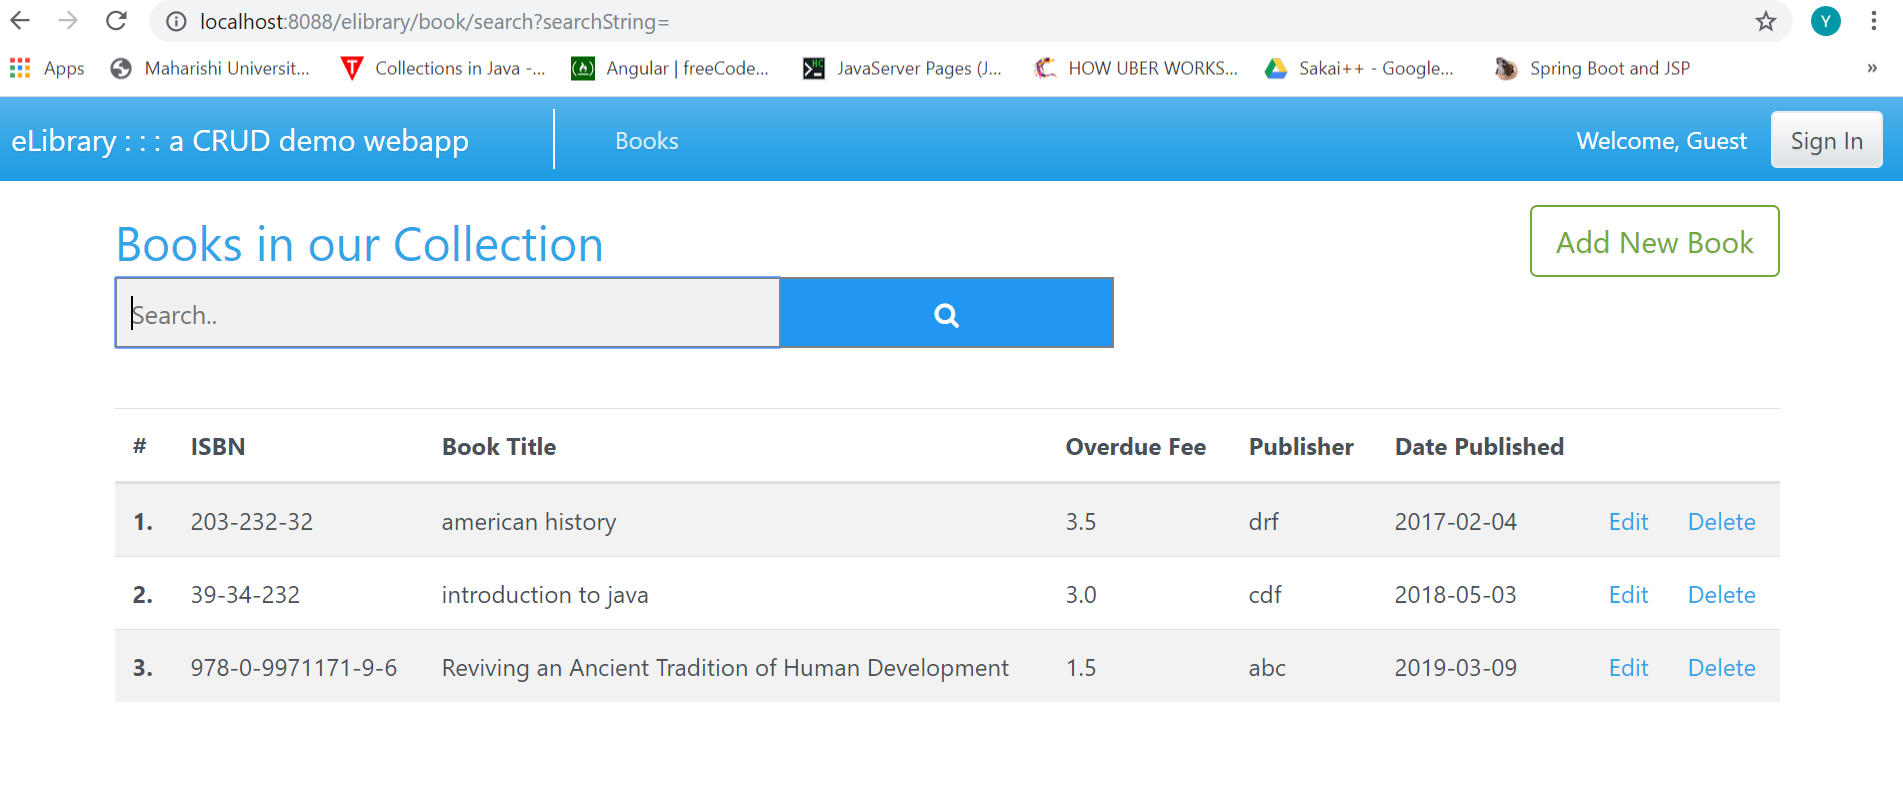 localhost:8088/elibrary/book/search?searchString=
Y
Apps Maharishi Universit... Collections in Java -... Angular | freeCode... JavaServer Pages (J... HOW UBER WORKS... Sakai++ - Google... Spring Boot and JSP »
eLibrary : : : a CRUD demo webapp Books Welcome, Guest Sign In
Books in our Collection Add New Book
Search..
# ISBN Book Title Overdue Fee Publisher Date Published
1. 203-232-32 american history 3.5 drf 2017-02-04 Edit Delete
2. 39-34-232 introduction to java 3.0 cdf 2018-05-03 Edit Delete
3. 978-0-9971171-9-6 Reviving an Ancient Tradition of Human Development 1.5 abc 2019-03-09 Edit Delete